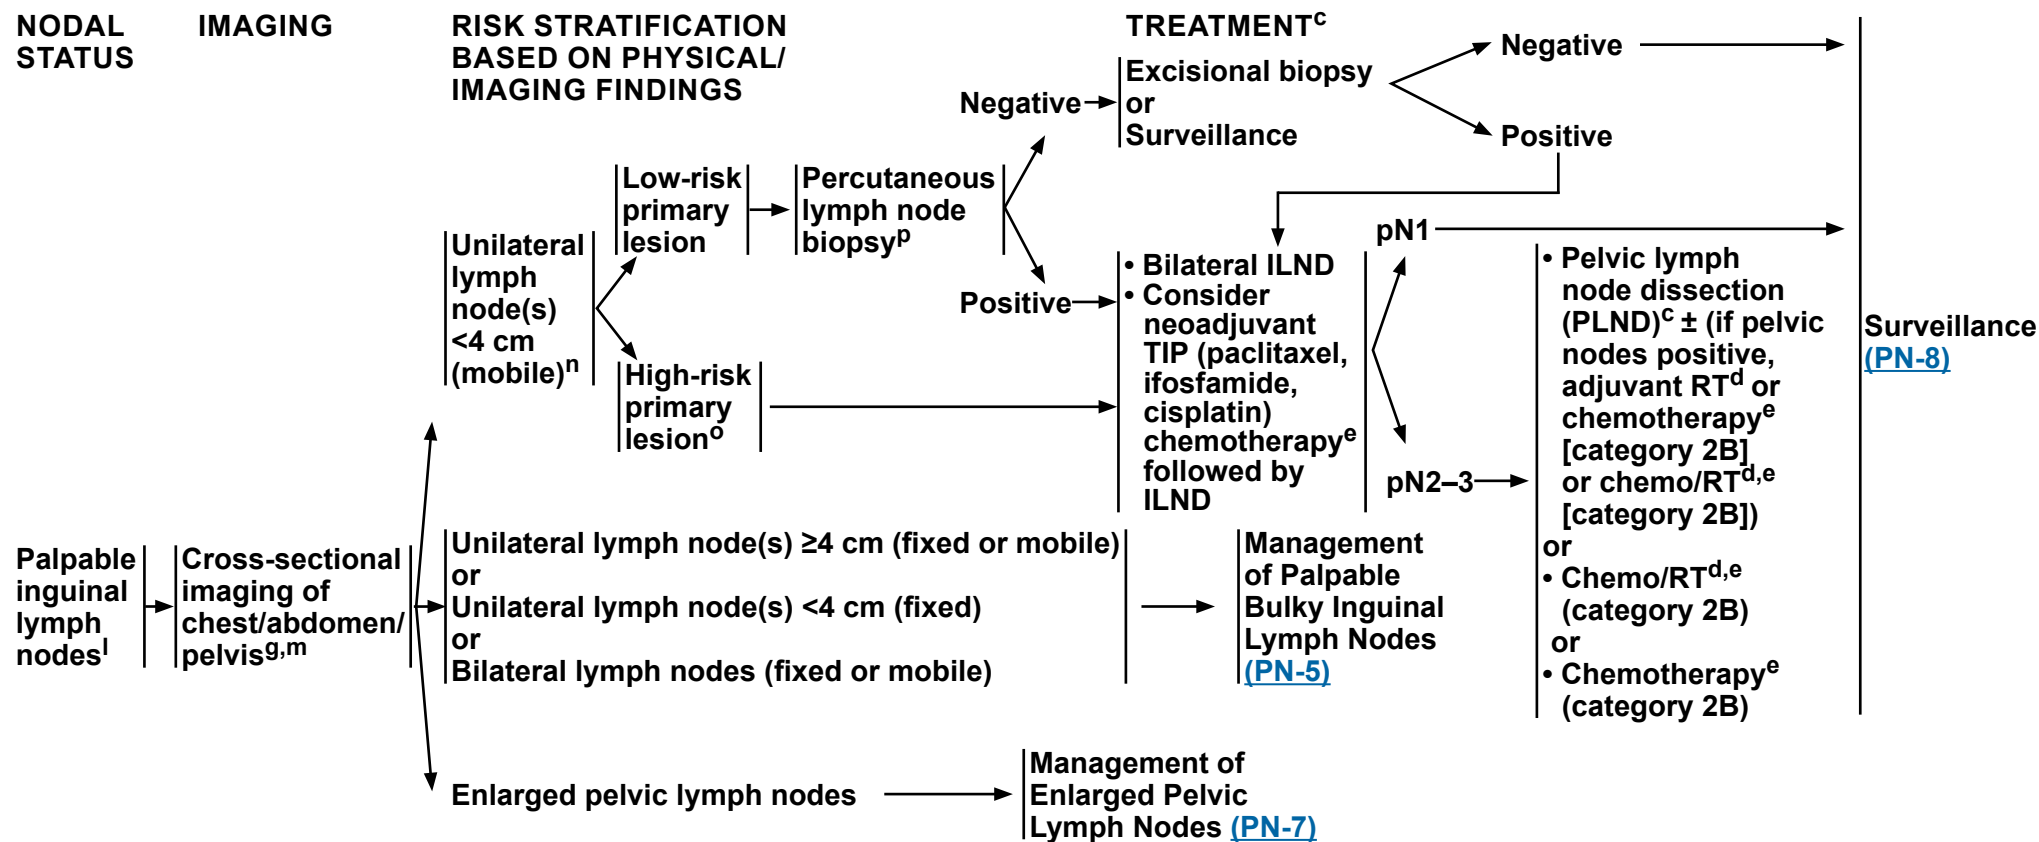 NODAL
STATUS
IMAGING
RISK STRATIFICATION
BASED ON PHYSICAL/
IMAGING FINDINGS
TREATMENTc
Palpable
inguinal
lymph
nodesl
Cross-sectional
imaging of
chest/abdomen/
pelvisg,m
Unilateral
lymph
node(s)
<4 cm
(mobile)n
Low-risk
primary
lesion
High-risk
primary
lesiono
Percutaneous
lymph node
biopsyp
Negative
Positive
Excisional biopsy
or
Surveillance
Negative
Positive
• Bilateral ILND
• Consider
neoadjuvant
TIP (paclitaxel,
ifosfamide,
cisplatin)
chemotherapye
followed by
ILND
pN1
pN2–3
• Pelvic lymph
node dissection
(PLND)c ± (if pelvic
nodes positive,
adjuvant RTd or
chemotherapye
[category 2B]
or chemo/RTd,e
[category 2B])
or
• Chemo/RTd,e
(category 2B)
or
• Chemotherapye
(category 2B)
Surveillance
(PN-8)
Unilateral lymph node(s) ≥4 cm (fixed or mobile)
or
Unilateral lymph node(s) <4 cm (fixed)
or
Bilateral lymph nodes (fixed or mobile)
Management
of Palpable
Bulky Inguinal
Lymph Nodes
(PN-5)
Enlarged pelvic lymph nodes
Management of
Enlarged Pelvic
Lymph Nodes (PN-7)